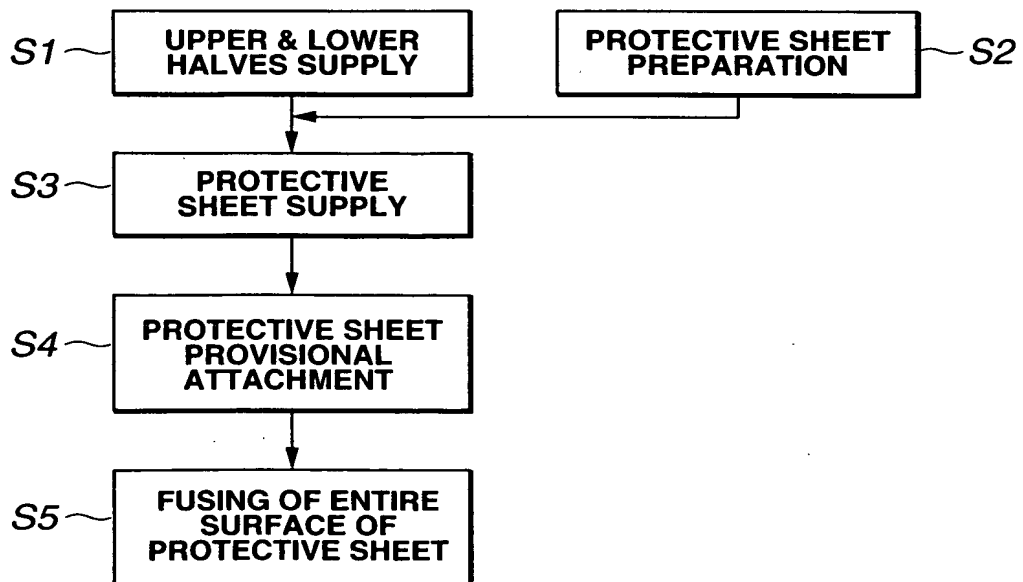 S1
UPPER & LOWER
HALVES SUPPLY
PROTECTIVE SHEET
PREPARATION
S2
S3
PROTECTIVE
SHEET SUPPLY
S4
PROTECTIVE SHEET
PROVISIONAL
ATTACHMENT
S5
FUSING OF ENTIRE
SURFACE OF
PROTECTIVE SHEET